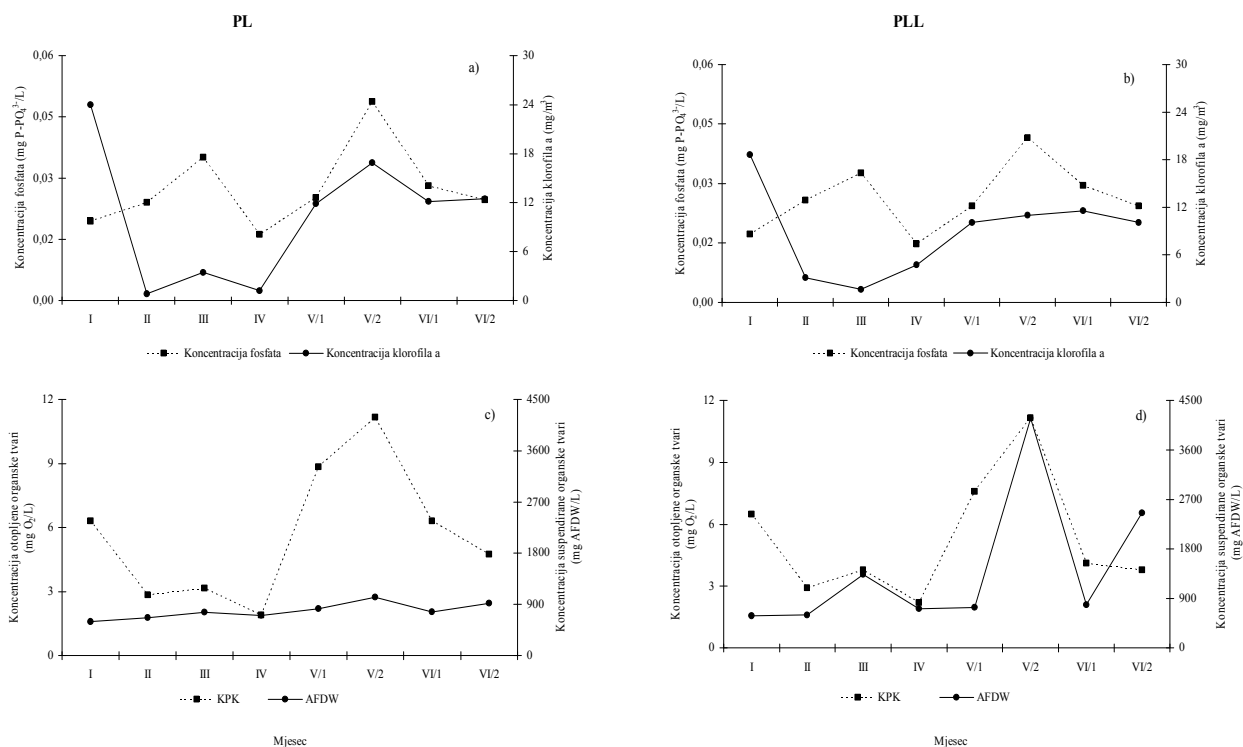 PL
a)
Koncentracija fosfata (mg P-PO₄³⁻/L)
0,06
0,05
0,03
0,02
0,00
30
24
18
12
6
0
Koncentracija klorofila a (mg/m³)
I II III IV V/1 V/2 VI/1 VI/2
Koncentracija fosfata Koncentracija klorofila a
PLL
b)
Koncentracija fosfata (mg P-PO₄³⁻/L)
0,06
0,05
0,03
0,02
0,00
30
24
18
12
6
0
Koncentracija klorofila a (mg/m³)
I II III IV V/1 V/2 VI/1 VI/2
Koncentracija fosfata Koncentracija klorofila a
c)
Koncentracija otopljene organske tvari
(mg O₂/L)
12
9
6
3
0
4500
3600
2700
1800
900
0
Koncentracija suspendirane organske tvari
(mg AFDW/L)
I II III IV V/1 V/2 VI/1 VI/2
KPK AFDW
Mjesec
d)
Koncentracija otopljene organske tvari
(mg O₂/L)
12
9
6
3
0
4500
3600
2700
1800
900
0
Koncentracija suspendirane organske tvari
(mg AFDW/L)
I II III IV V/1 V/2 VI/1 VI/2
KPK AFDW
Mjesec